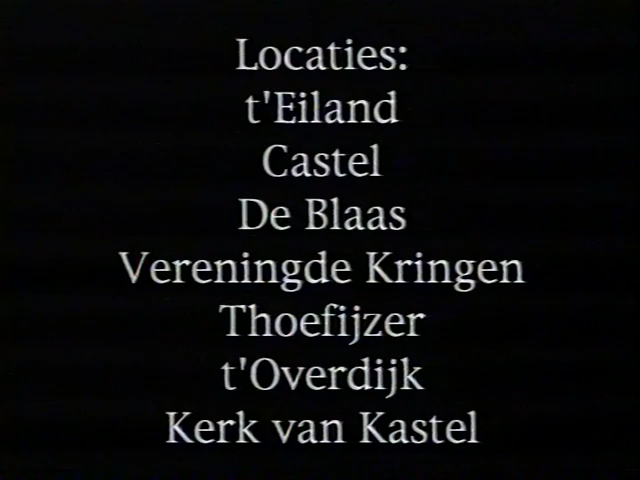 Locaties:
t'Eiland
Castel
De Blaas
Vereningde Kringen
Thoefijzer
t'Overdijk
Kerk van Kastel